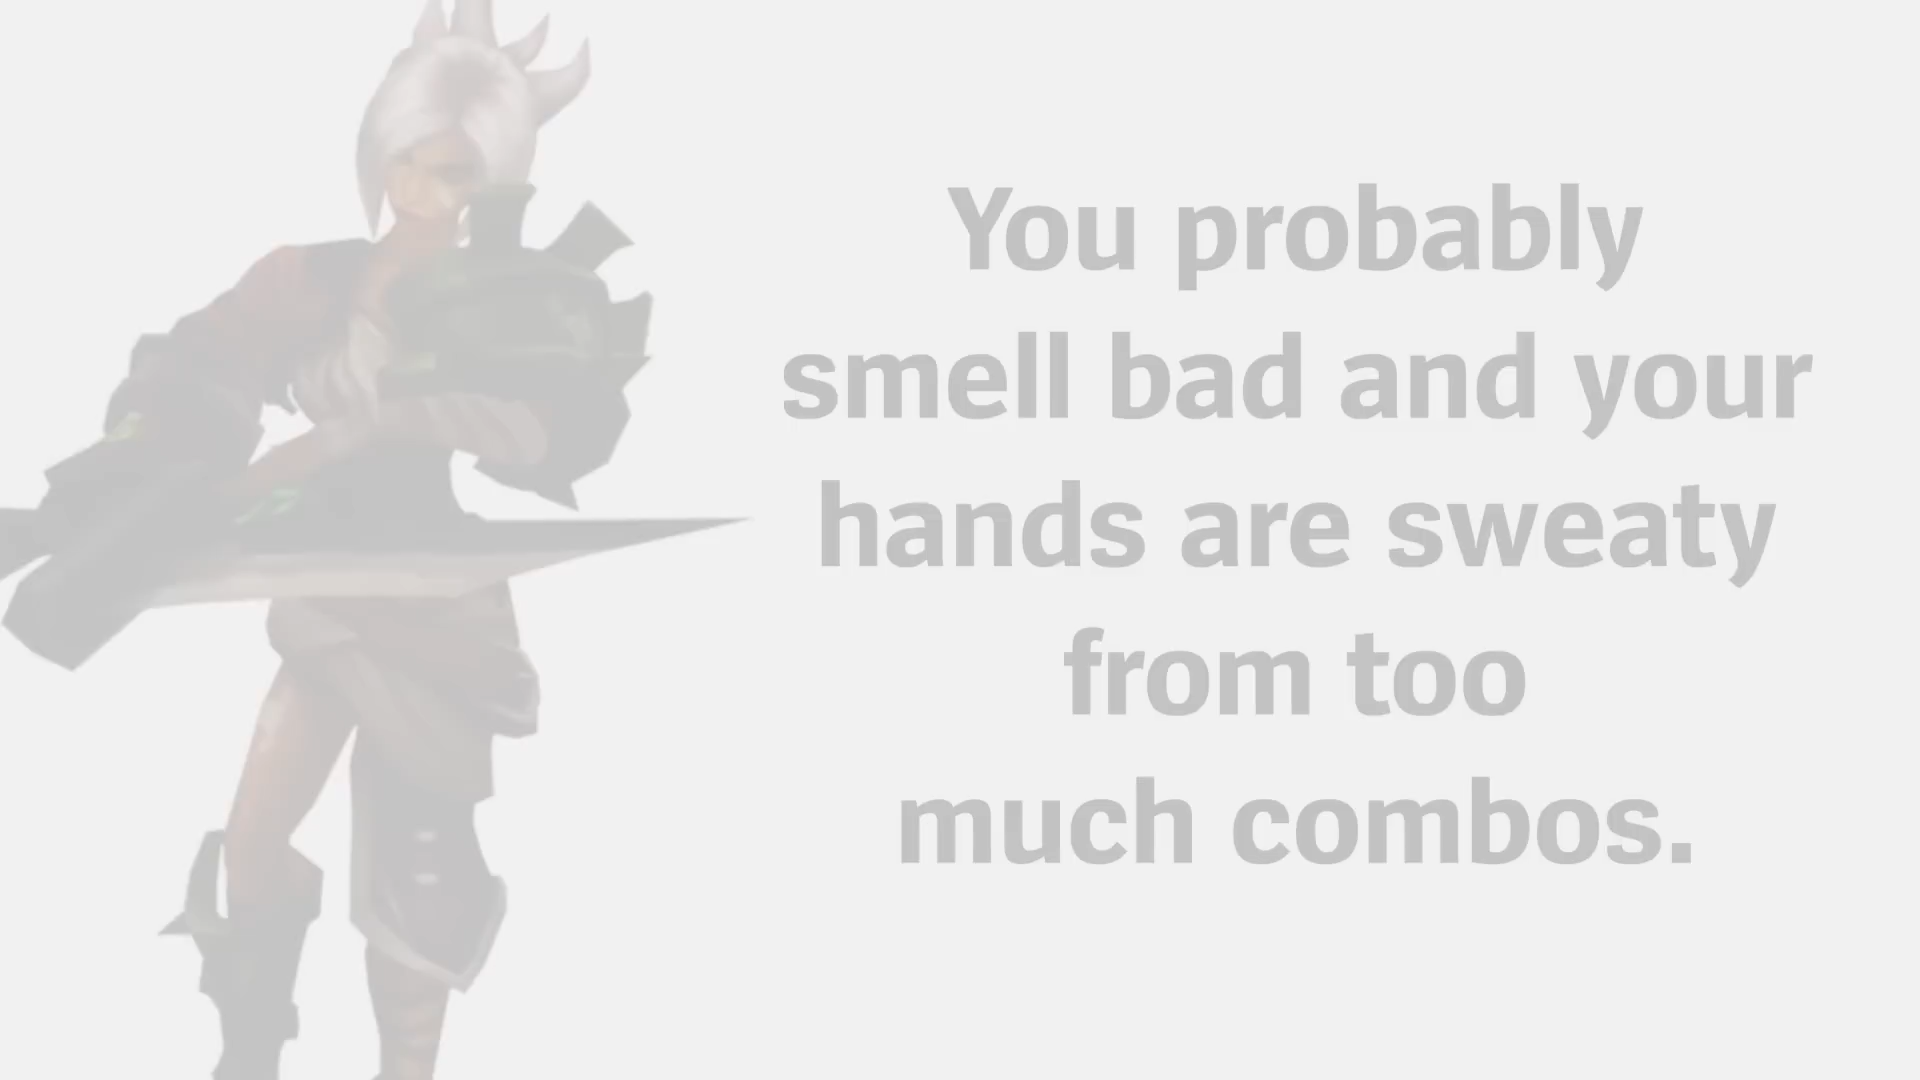 You probably
smell bad and your
hands are sweaty
from too
much combos.